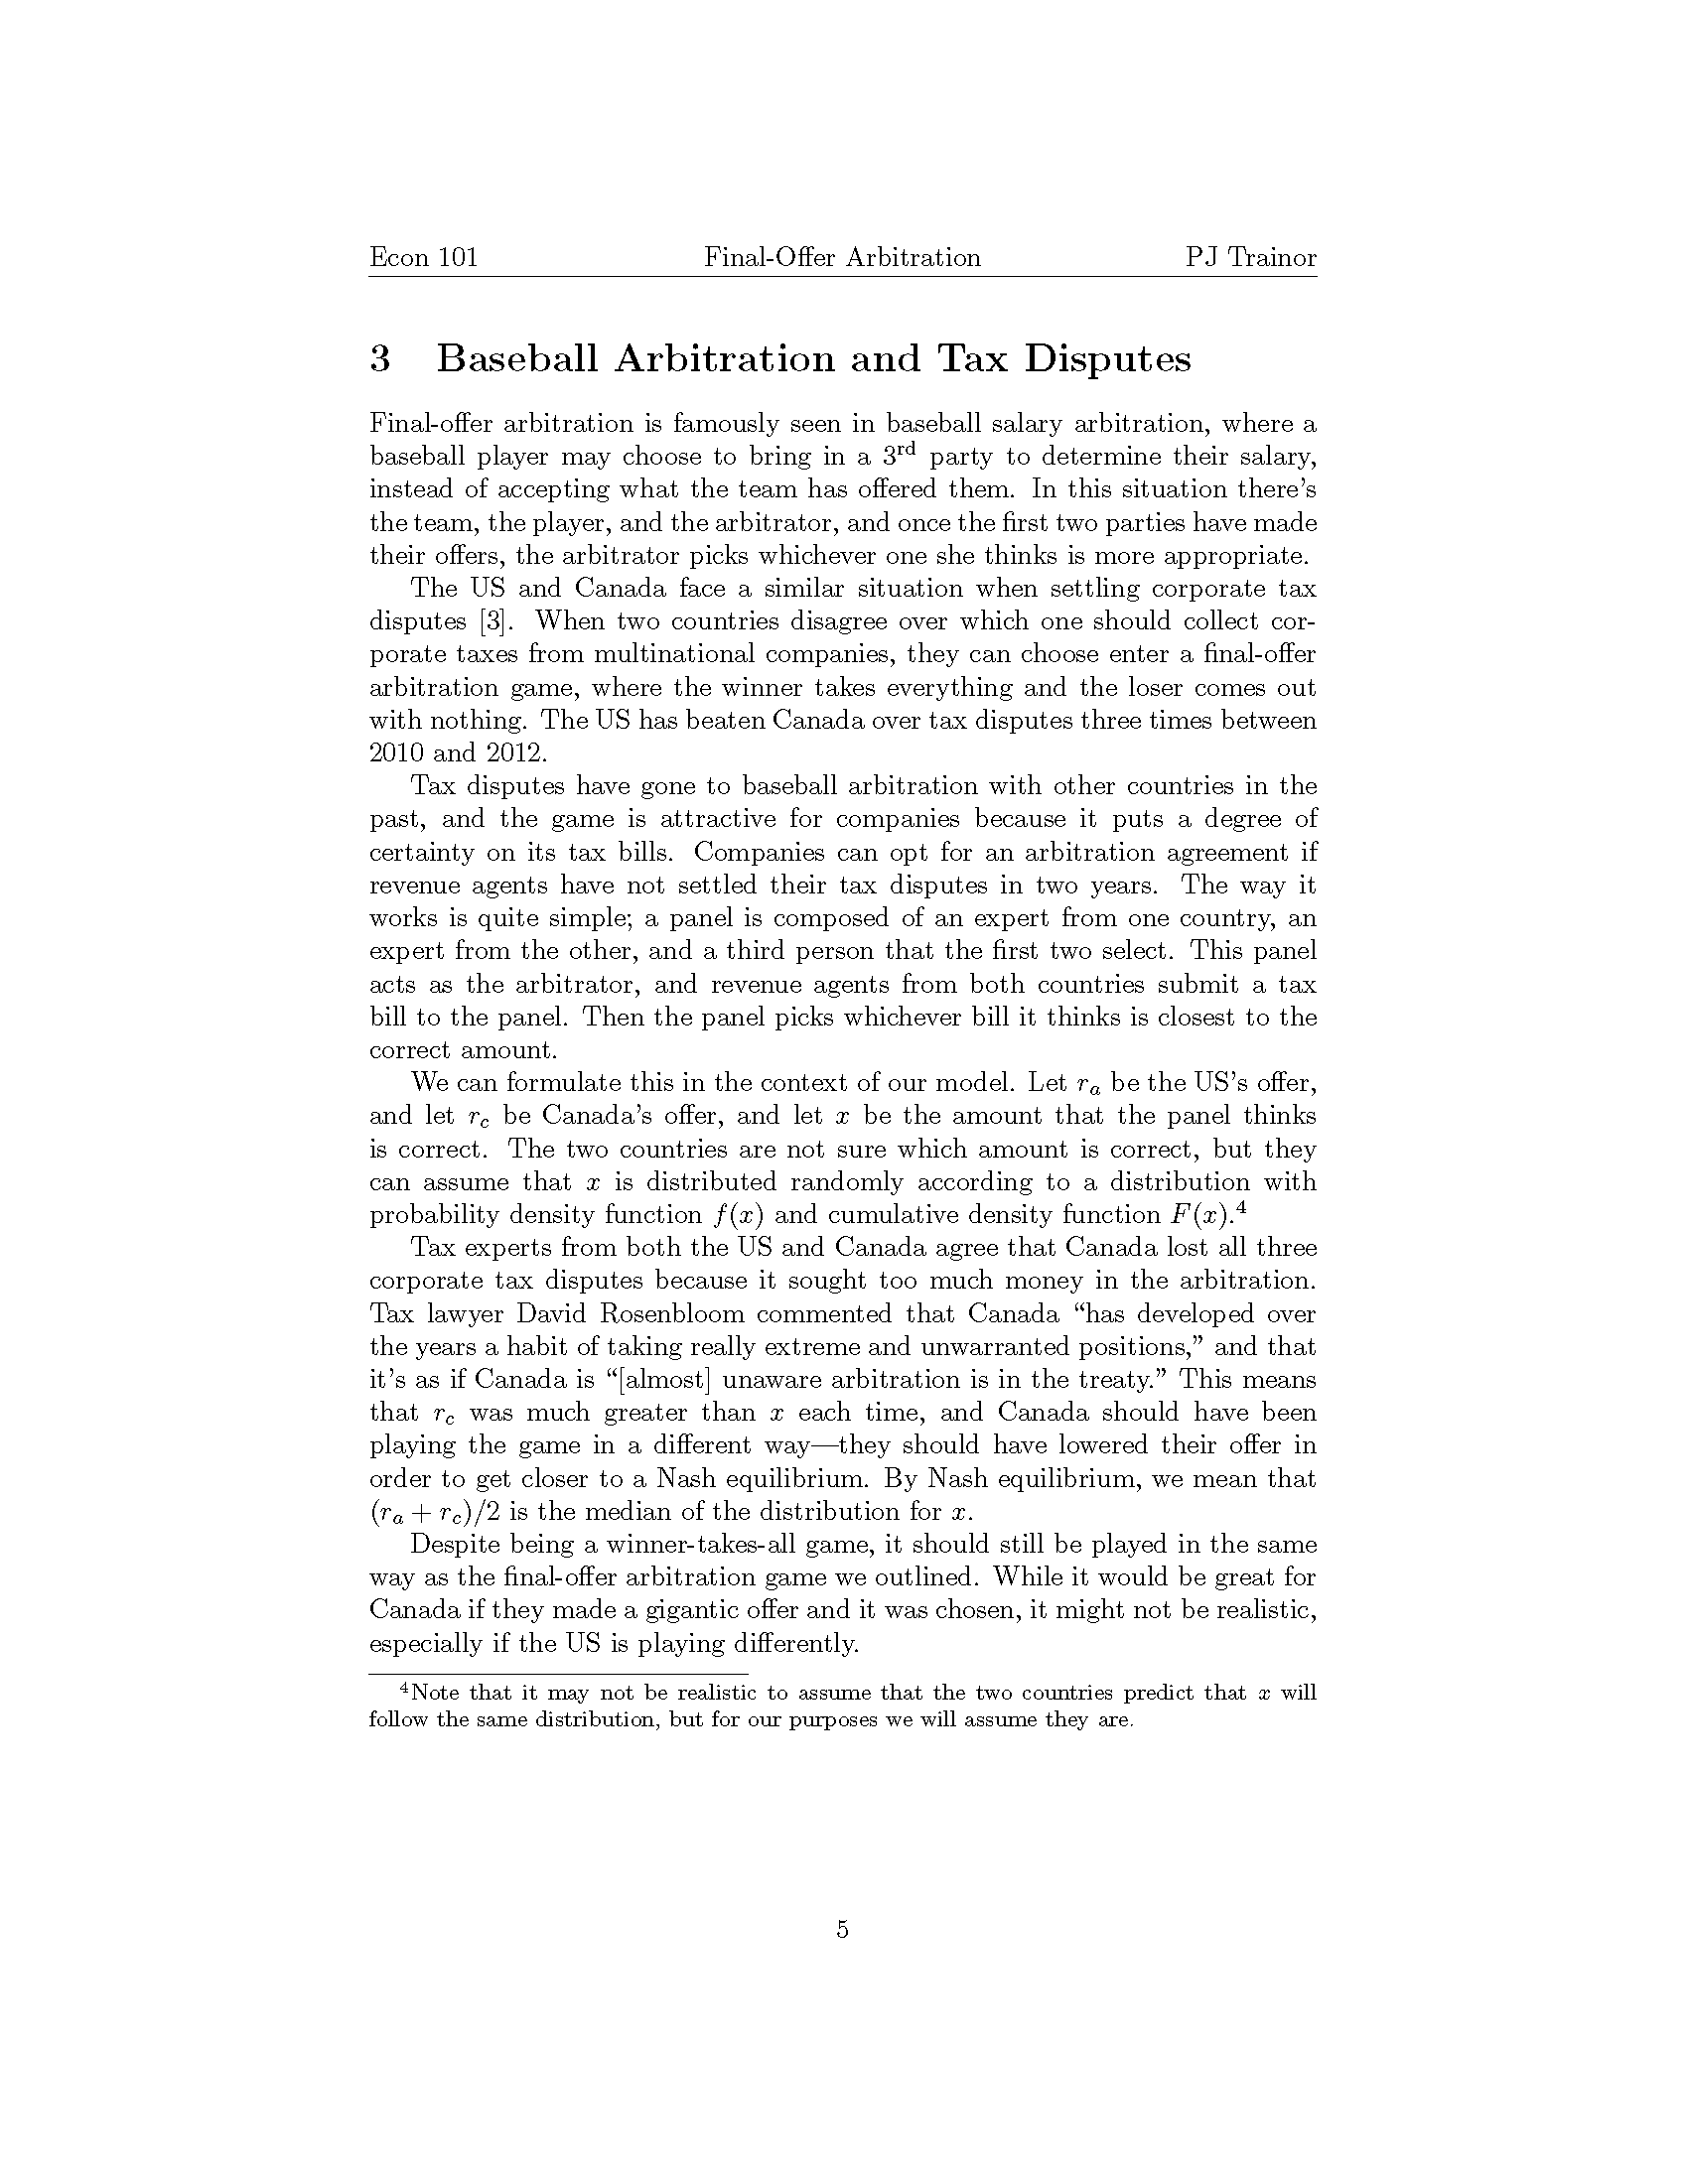 Econ 101 Final-Offer Arbitration PJ Trainor
3 Baseball Arbitration and Tax Disputes
Final-offer arbitration is famously seen in baseball salary arbitration, where a
baseball player may choose to bring in a 3rd party to determine their salary,
instead of accepting what the team has offered them. In this situation there's
the team, the player, and the arbitrator, and once the first two parties have made
their offers, the arbitrator picks whichever one she thinks is more appropriate.
The US and Canada face a similar situation when settling corporate tax
disputes [3]. When two countries disagree over which one should collect cor-
porate taxes from multinational companies, they can choose enter a final-offer
arbitration game, where the winner takes everything and the loser comes out
with nothing. The US has beaten Canada over tax disputes three times between
2010 and 2012.
Tax disputes have gone to baseball arbitration with other countries in the
past, and the game is attractive for companies because it puts a degree of
certainty on its tax bills. Companies can opt for an arbitration agreement if
revenue agents have not settled their tax disputes in two years. The way it
works is quite simple; a panel is composed of an expert from one country, an
expert from the other, and a third person that the first two select. This panel
acts as the arbitrator, and revenue agents from both countries submit a tax
bill to the panel. Then the panel picks whichever bill it thinks is closest to the
correct amount.
We can formulate this in the context of our model. Let r_a be the US's offer,
and let r_c be Canada's offer, and let x be the amount that the panel thinks
is correct. The two countries are not sure which amount is correct, but they
can assume that x is distributed randomly according to a distribution with
probability density function f(x) and cumulative density function F(x).4
Tax experts from both the US and Canada agree that Canada lost all three
corporate tax disputes because it sought too much money in the arbitration.
Tax lawyer David Rosenbloom commented that Canada “has developed over
the years a habit of taking really extreme and unwarranted positions,” and that
it's as if Canada is “[almost] unaware arbitration is in the treaty.” This means
that r_c was much greater than x each time, and Canada should have been
playing the game in a different way—they should have lowered their offer in
order to get closer to a Nash equilibrium. By Nash equilibrium, we mean that
(r_a + r_c)/2 is the median of the distribution for x.
Despite being a winner-takes-all game, it should still be played in the same
way as the final-offer arbitration game we outlined. While it would be great for
Canada if they made a gigantic offer and it was chosen, it might not be realistic,
especially if the US is playing differently.
4Note that it may not be realistic to assume that the two countries predict that x will
follow the same distribution, but for our purposes we will assume they are.
5